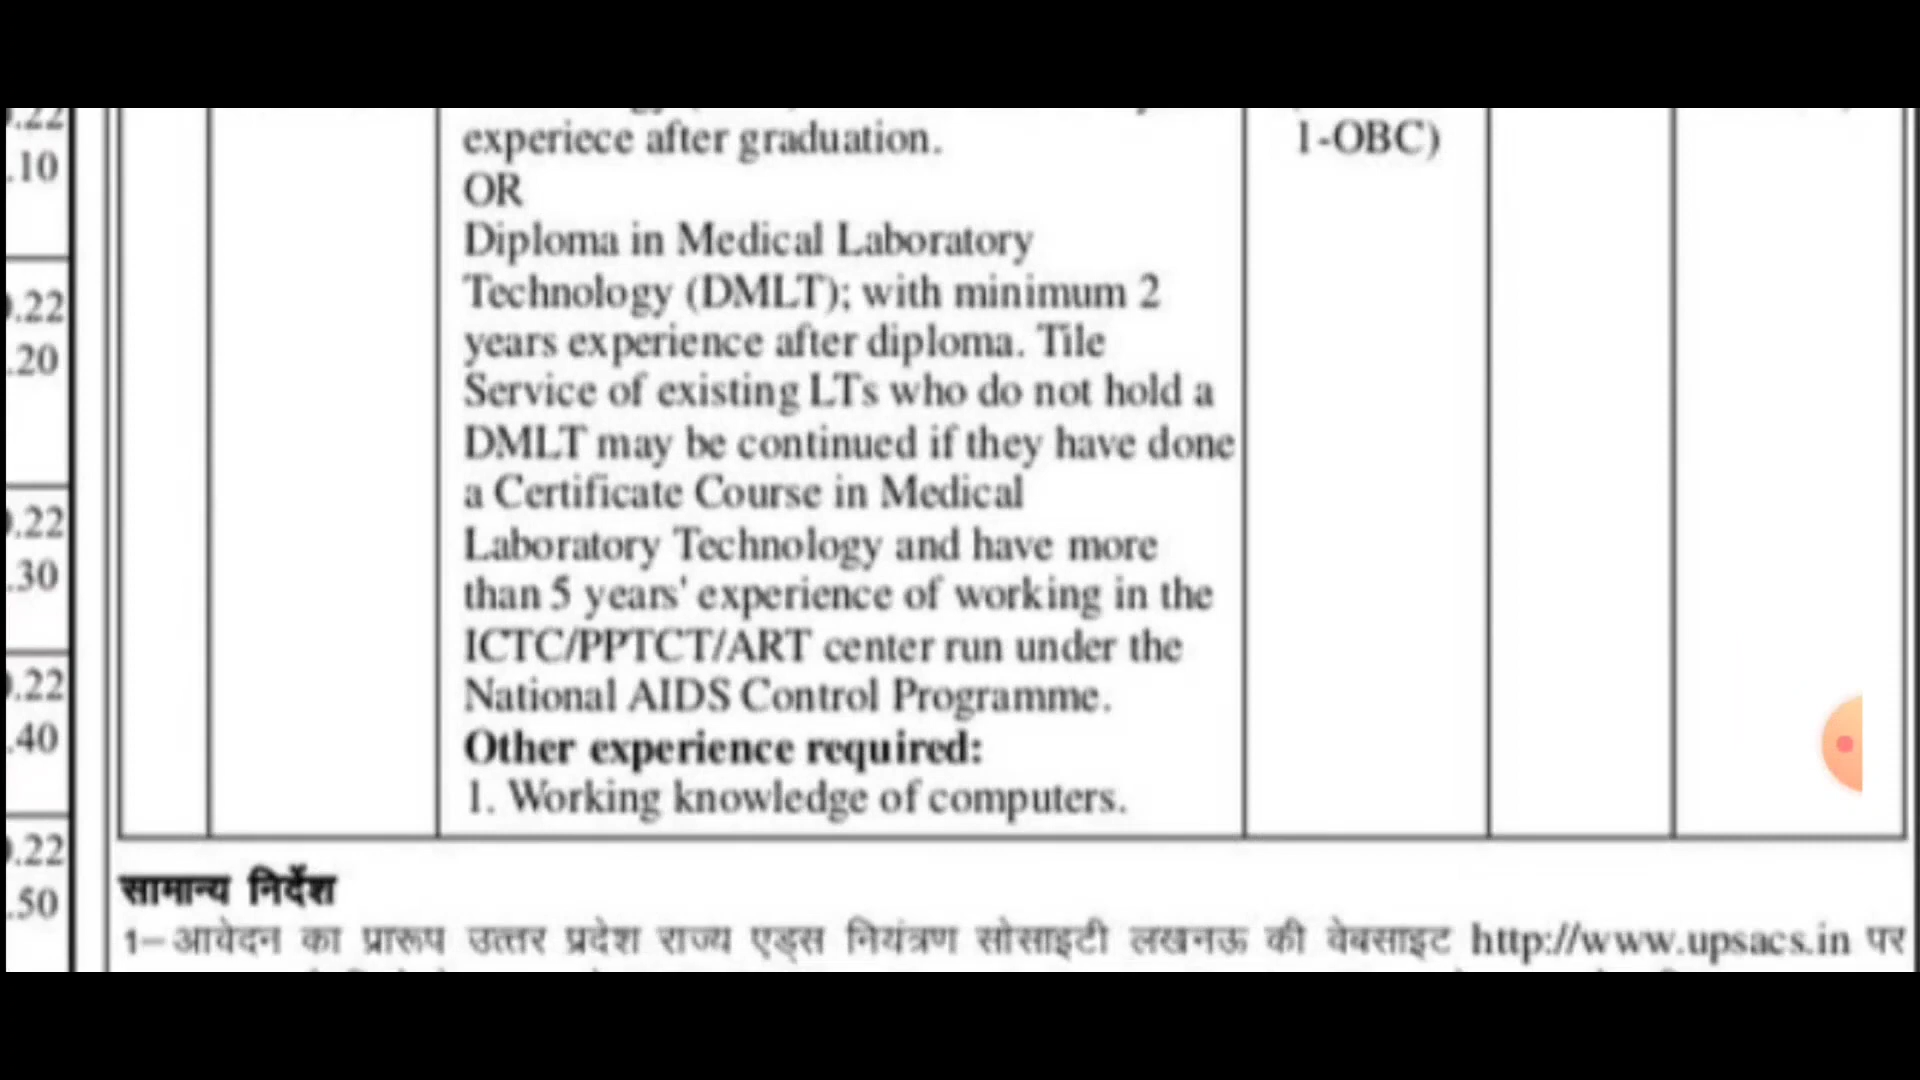 .22
.10
experiece after graduation.
1-OBC)
OR
Diploma in Medical Laboratory
Technology (DMLT); with minimum 2
years experience after diploma. Tile
Service of existing LTs who do not hold a
DMLT may be continued if they have done
a Certificate Course in Medical
Laboratory Technology and have more
than 5 years' experience of working in the
ICTC/PPTCT/ART center run under the
National AIDS Control Programme.
Other experience required:
1. Working knowledge of computers.
.22
.20
.22
.30
.22
.40
.22
.50
सामान्य निर्देश
1–आवेदन का प्रारूप उत्तर प्रदेश राज्य एड्स नियंत्रण सोसाइटी लखनऊ की वेबसाइट http://www.upsacs.in पर